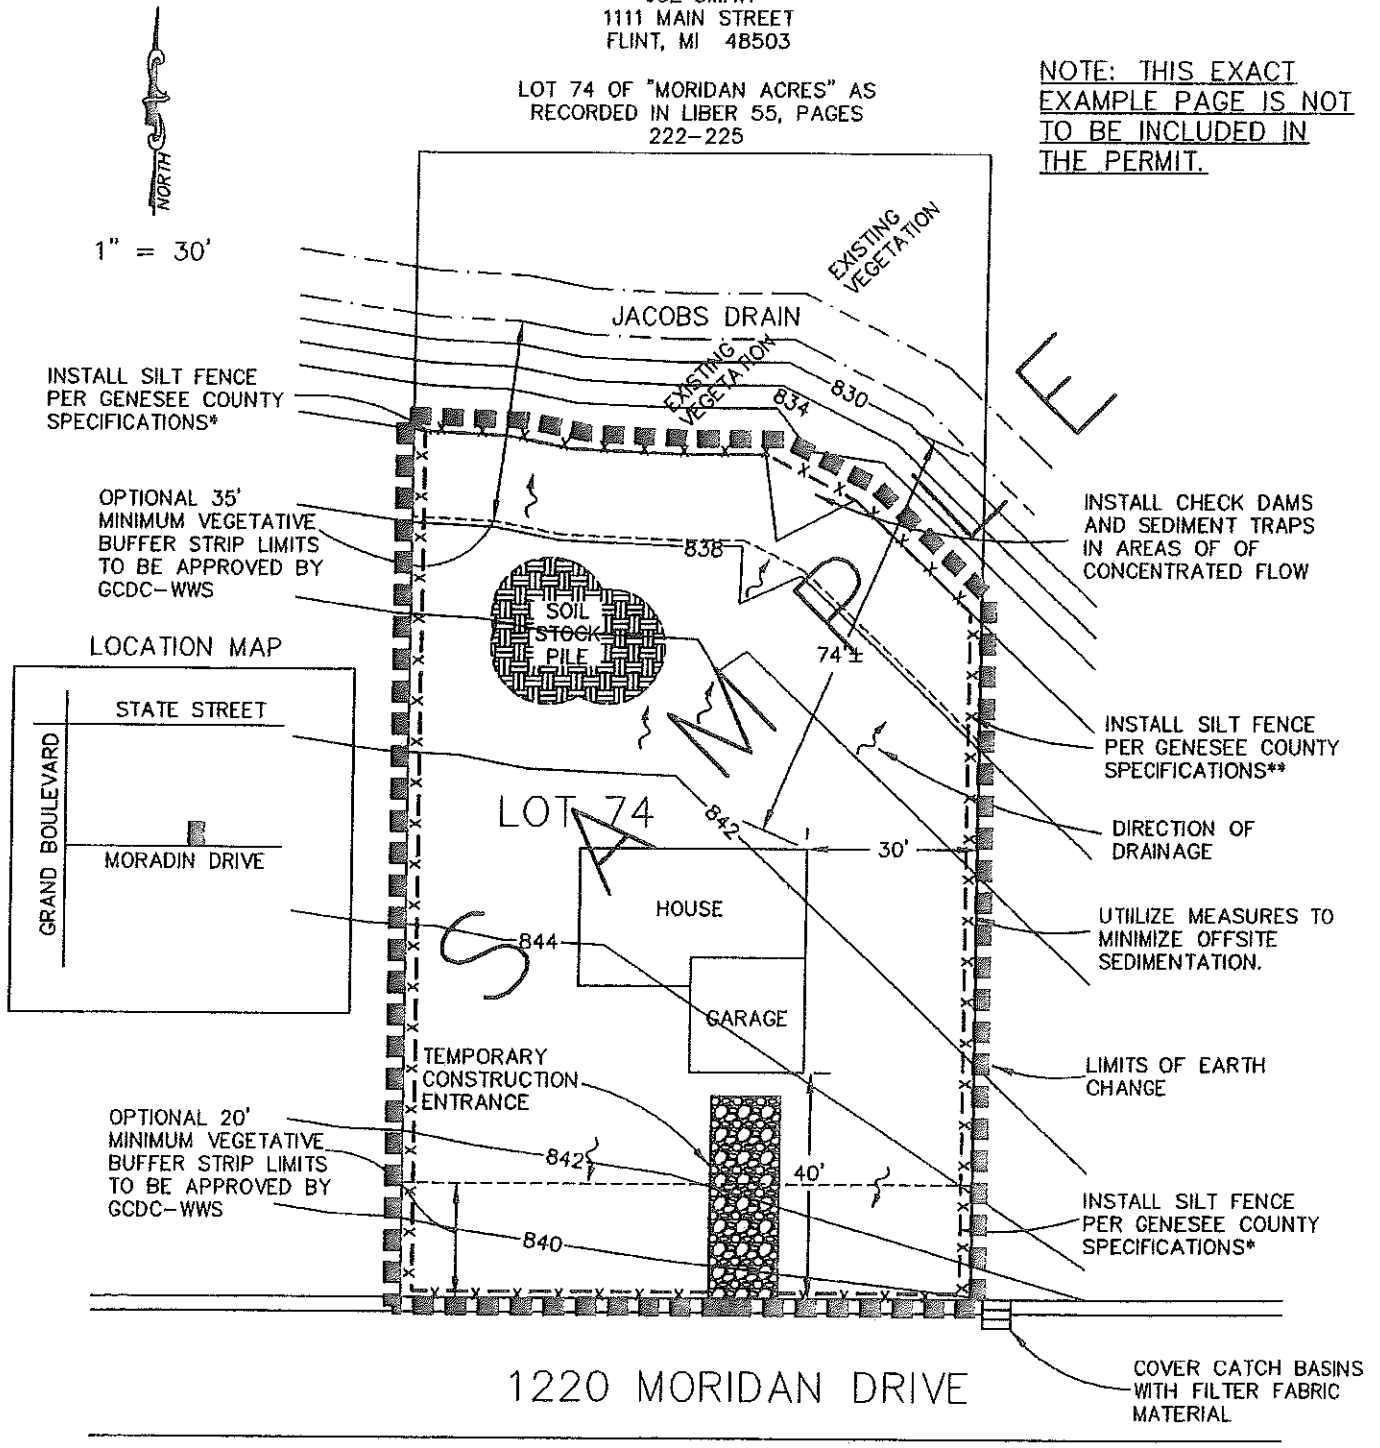 1111 MAIN STREET
FLINT, MI 48503
LOT 74 OF "MORIDAN ACRES" AS
RECORDED IN LIBER 55, PAGES
222-225
NOTE: THIS EXACT
EXAMPLE PAGE IS NOT
TO BE INCLUDED IN
THE PERMIT.
NORTH
1" = 30'
EXISTING
VEGETATION
JACOBS DRAIN
EXISTING
VEGETATION
830
834
INSTALL SILT FENCE
PER GENESEE COUNTY
SPECIFICATIONS*
OPTIONAL 35'
MINIMUM VEGETATIVE
BUFFER STRIP LIMITS
TO BE APPROVED BY
GCDC-WWS
838
INSTALL CHECK DAMS
AND SEDIMENT TRAPS
IN AREAS OF OF
CONCENTRATED FLOW
SOIL
STOCK
PILE
74'±
SAMPLE
LOCATION MAP
STATE STREET
GRAND BOULEVARD
MORADIN DRIVE
INSTALL SILT FENCE
PER GENESEE COUNTY
SPECIFICATIONS**
LOT 74
842
30'
DIRECTION OF
DRAINAGE
HOUSE
844
UTIILIZE MEASURES TO
MINIMIZE OFFSITE
SEDIMENTATION.
GARAGE
TEMPORARY
CONSTRUCTION
ENTRANCE
LIMITS OF EARTH
CHANGE
OPTIONAL 20'
MINIMUM VEGETATIVE
BUFFER STRIP LIMITS
TO BE APPROVED BY
GCDC-WWS
842
40'
840
INSTALL SILT FENCE
PER GENESEE COUNTY
SPECIFICATIONS*
1220 MORIDAN DRIVE
COVER CATCH BASINS
WITH FILTER FABRIC
MATERIAL